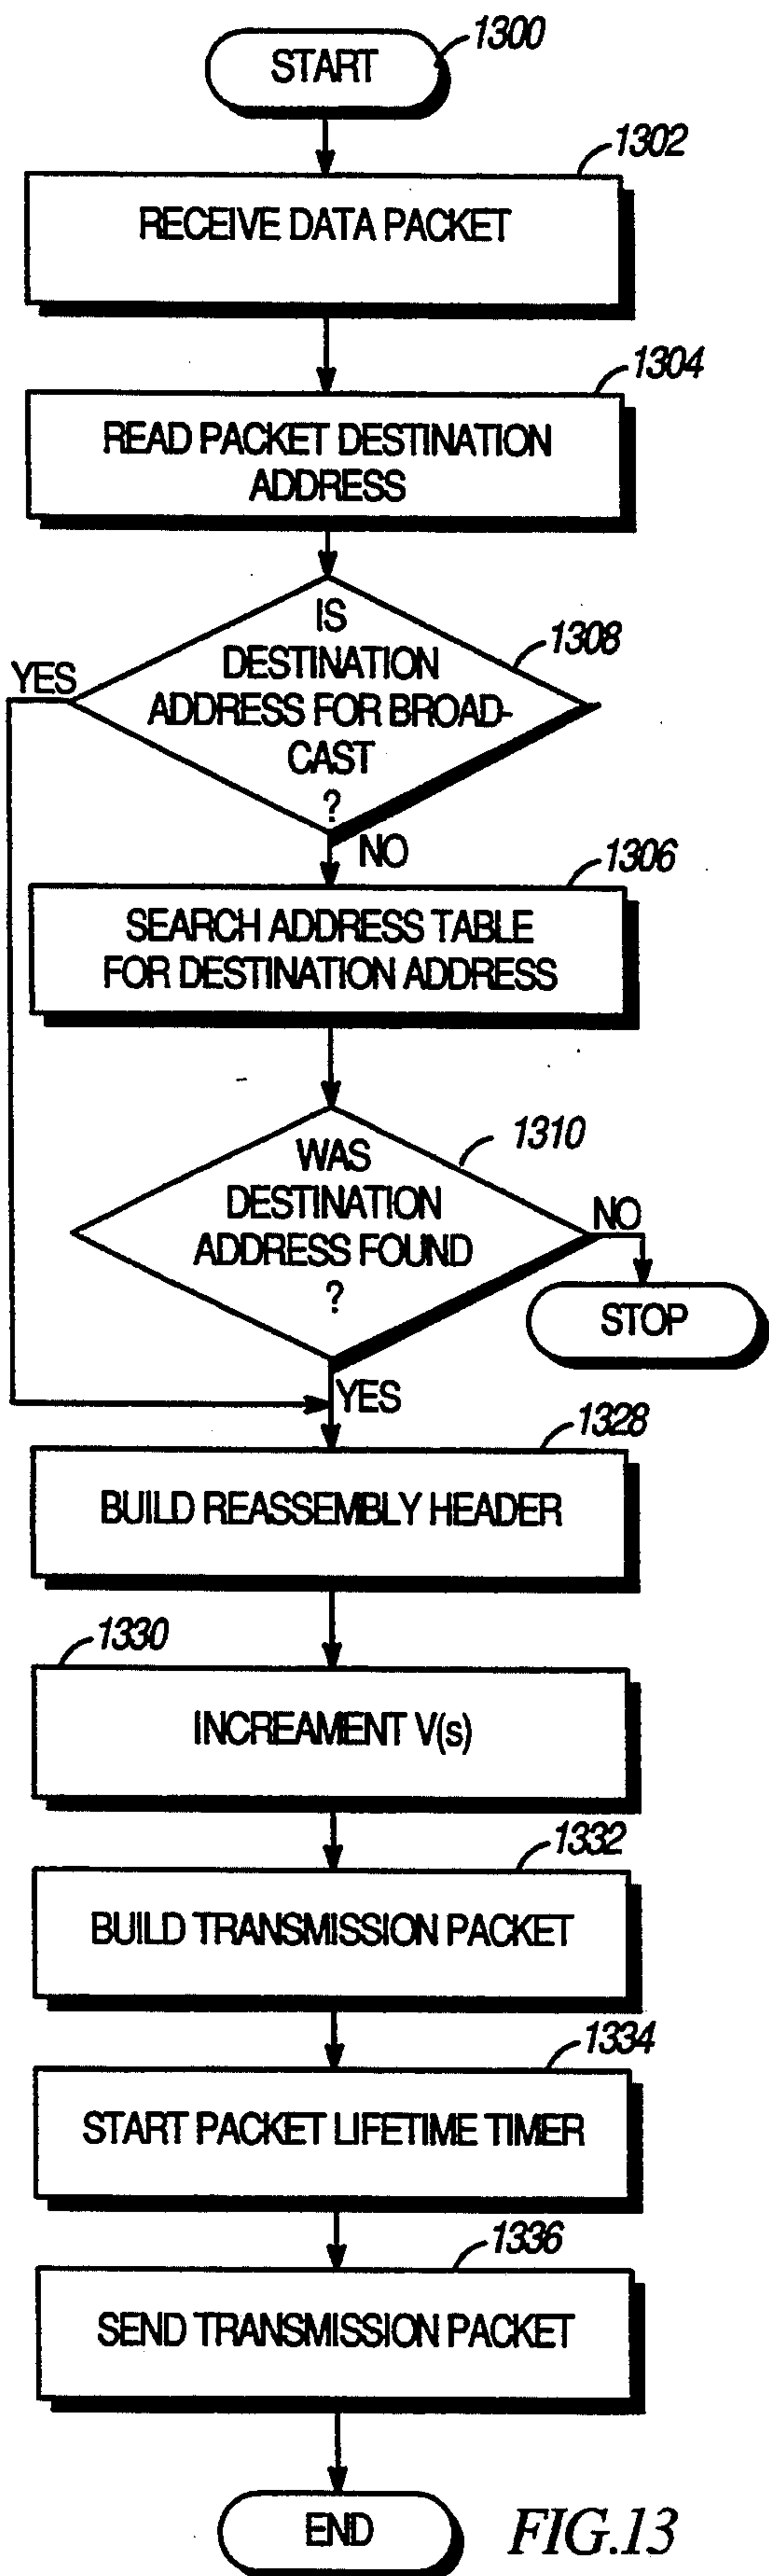 START
1300
1302
RECEIVE DATA PACKET
1304
READ PACKET DESTINATION
ADDRESS
IS
DESTINATION
ADDRESS FOR BROAD-
CAST
?
1308
YES
NO
1306
SEARCH ADDRESS TABLE
FOR DESTINATION ADDRESS
WAS
DESTINATION
ADDRESS FOUND
?
1310
NO
STOP
YES
1328
BUILD REASSEMBLY HEADER
1330
INCREAMENT V(s)
1332
BUILD TRANSMISSION PACKET
1334
START PACKET LIFETIME TIMER
1336
SEND TRANSMISSION PACKET
END
FIG.13